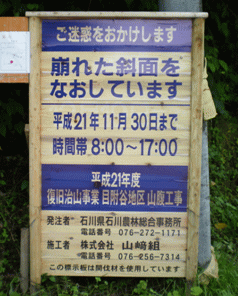 ご迷惑をおかけします
崩れた斜面を
なおしています
平成21年11月30日まで
時間帯 8:00〜17:00
平成21年度
復旧治山事業 目附谷地区 山腹工事
発注者 石川県石川農林総合事務所
電話番号 076-272-1171
施工者 株式会社 山﨑組
電話番号 076-256-7314
この標示板は間伐材を使用しています